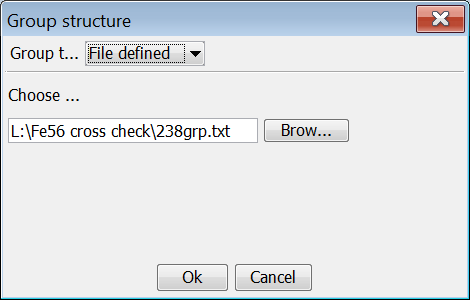 Group structure
Group t... File defined
Choose ...
L:\Fe56 cross check\238grp.txt Brow...
Ok Cancel